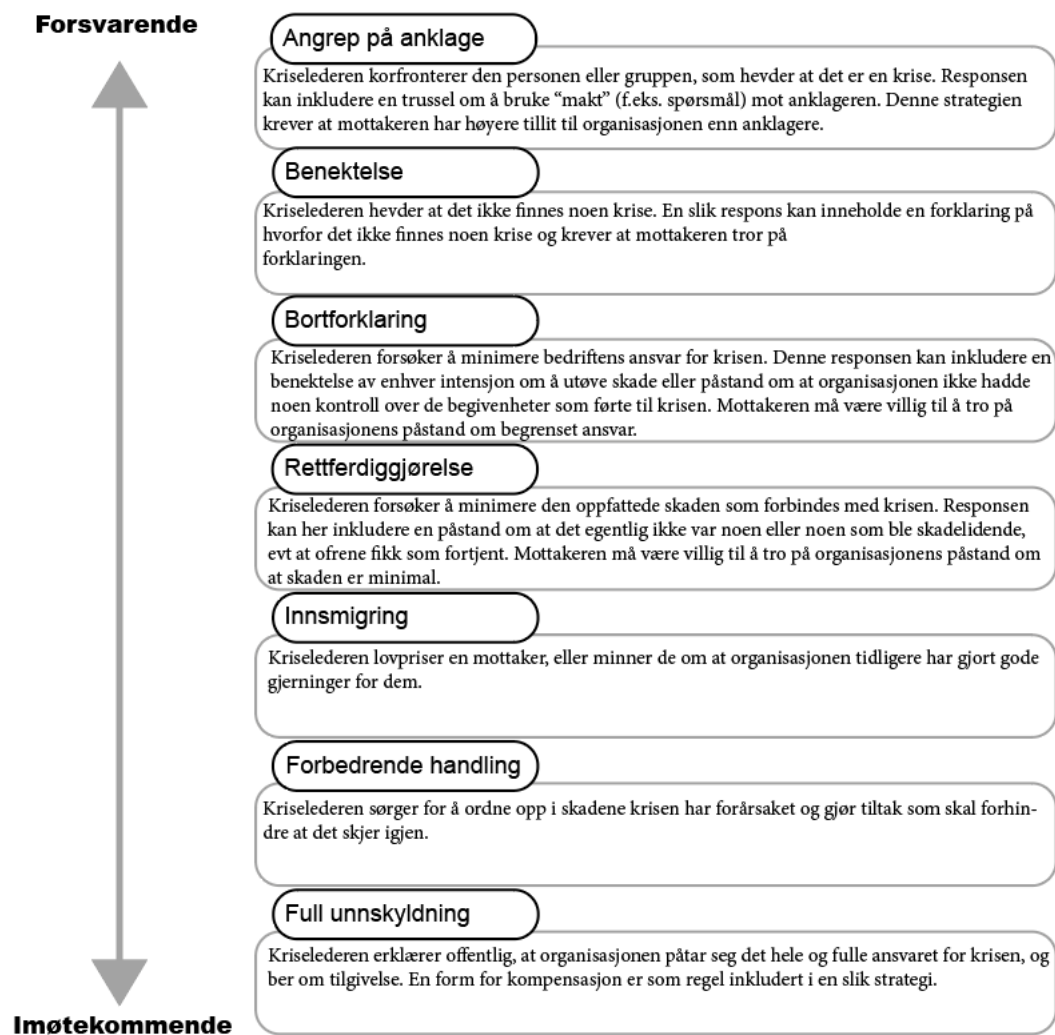 Forsvarende
Angrep på anklage
Kriselederen korfronterer den personen eller gruppen, som hevder at det er en krise. Responsen
kan inkludere en trussel om å bruke “makt” (f.eks. spørsmål) mot anklageren. Denne strategien
krever at mottakeren har høyere tillit til organisasjonen enn anklagere.
Benektelse
Kriselederen hevder at det ikke finnes noen krise. En slik respons kan inneholde en forklaring på
hvorfor det ikke finnes noen krise og krever at mottakeren tror på
forklaringen.
Bortforklaring
Kriselederen forsøker å minimere bedriftens ansvar for krisen. Denne responsen kan inkludere en
benektelse av enhver intensjon om å utøve skade eller påstand om at organisasjonen ikke hadde
noen kontroll over de begivenheter som førte til krisen. Mottakeren må være villig til å tro på
organisasjonens påstand om begrenset ansvar.
Rettferdiggjørelse
Kriselederen forsøker å minimere den oppfattede skaden som forbindes med krisen. Responsen
kan her inkludere en påstand om at det egentlig ikke var noen eller noen som ble skadelidende,
evt at ofrene fikk som fortjent. Mottakeren må være villig til å tro på organisasjonens påstand om
at skaden er minimal.
Innsmigring
Kriselederen lovpriser en mottaker, eller minner de om at organisasjonen tidligere har gjort gode
gjerninger for dem.
Forbedrende handling
Kriselederen sørger for å ordne opp i skadene krisen har forårsaket og gjør tiltak som skal forhin-
dre at det skjer igjen.
Full unnskyldning
Kriselederen erklærer offentlig, at organisasjonen påtar seg det hele og fulle ansvaret for krisen, og
ber om tilgivelse. En form for kompensasjon er som regel inkludert i en slik strategi.
Imøtekommende